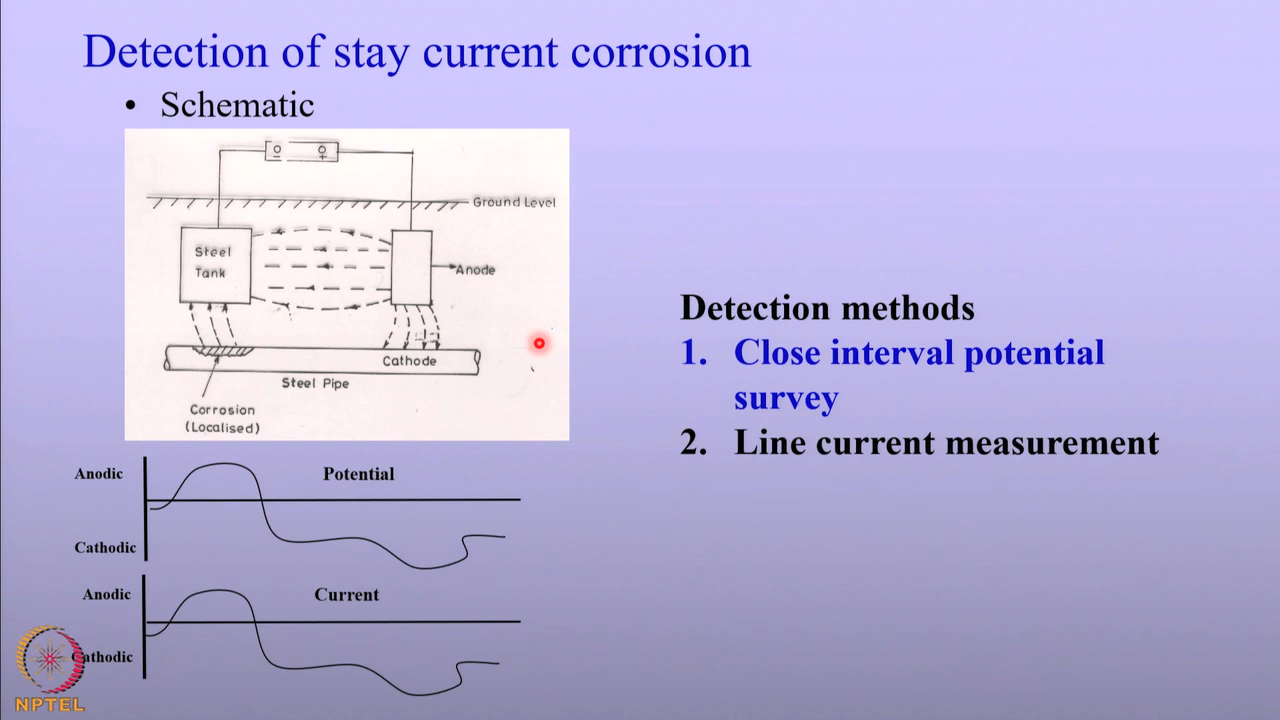 Detection of stay current corrosion
• Schematic
Ground Level
Steel
Tank
Anode
Cathode
Steel Pipe
Corrosion
(Localised)
Detection methods
1. Close interval potential
survey
2. Line current measurement
Anodic
Potential
Cathodic
Anodic
Current
Cathodic
NPTEL